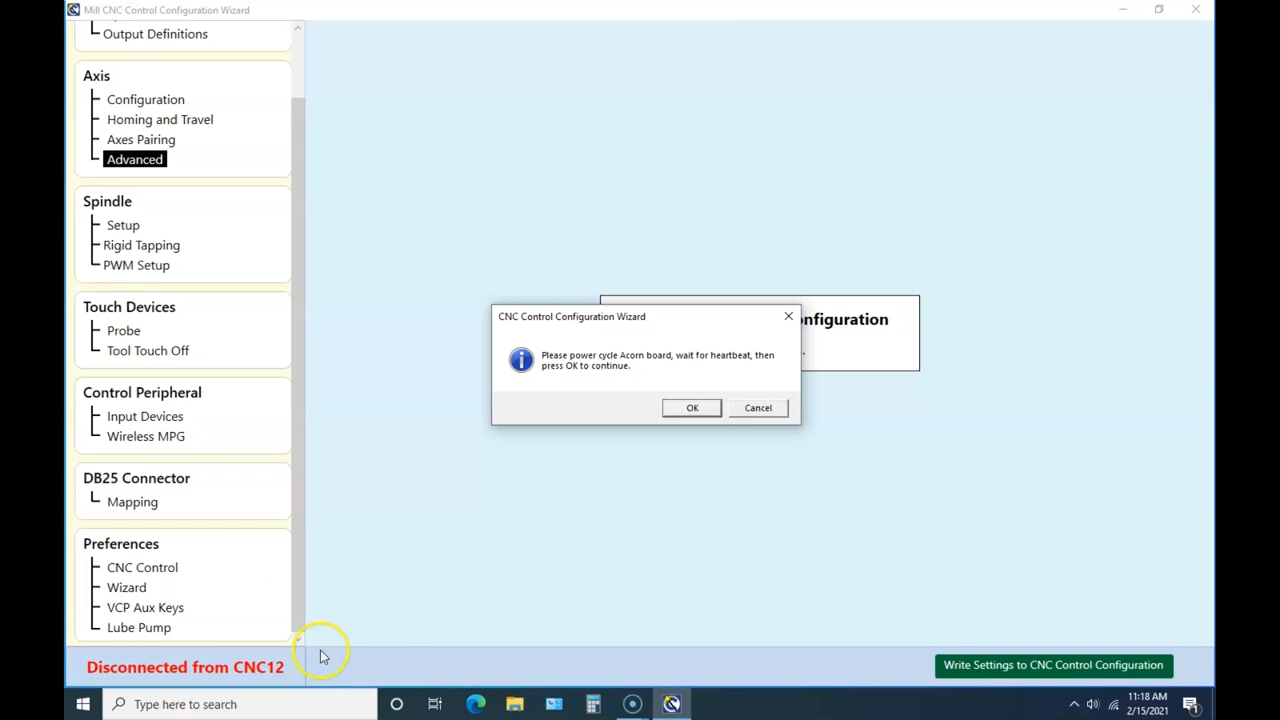 Mill CNC Control Configuration Wizard
Output Definitions
Axis
Configuration
Homing and Travel
Axes Pairing
Advanced
Spindle
Setup
Rigid Tapping
PWM Setup
Touch Devices
Probe
Tool Touch Off
Control Peripheral
Input Devices
Wireless MPG
DB25 Connector
Mapping
Preferences
CNC Control
Wizard
VCP Aux Keys
Lube Pump
Disconnected from CNC12
CNC Control Configuration Wizard
Please power cycle Acorn board, wait for heartbeat, then
press OK to continue.
OK Cancel
Write Settings to CNC Control Configuration
Type here to search
11:18 AM
2/15/2021
1